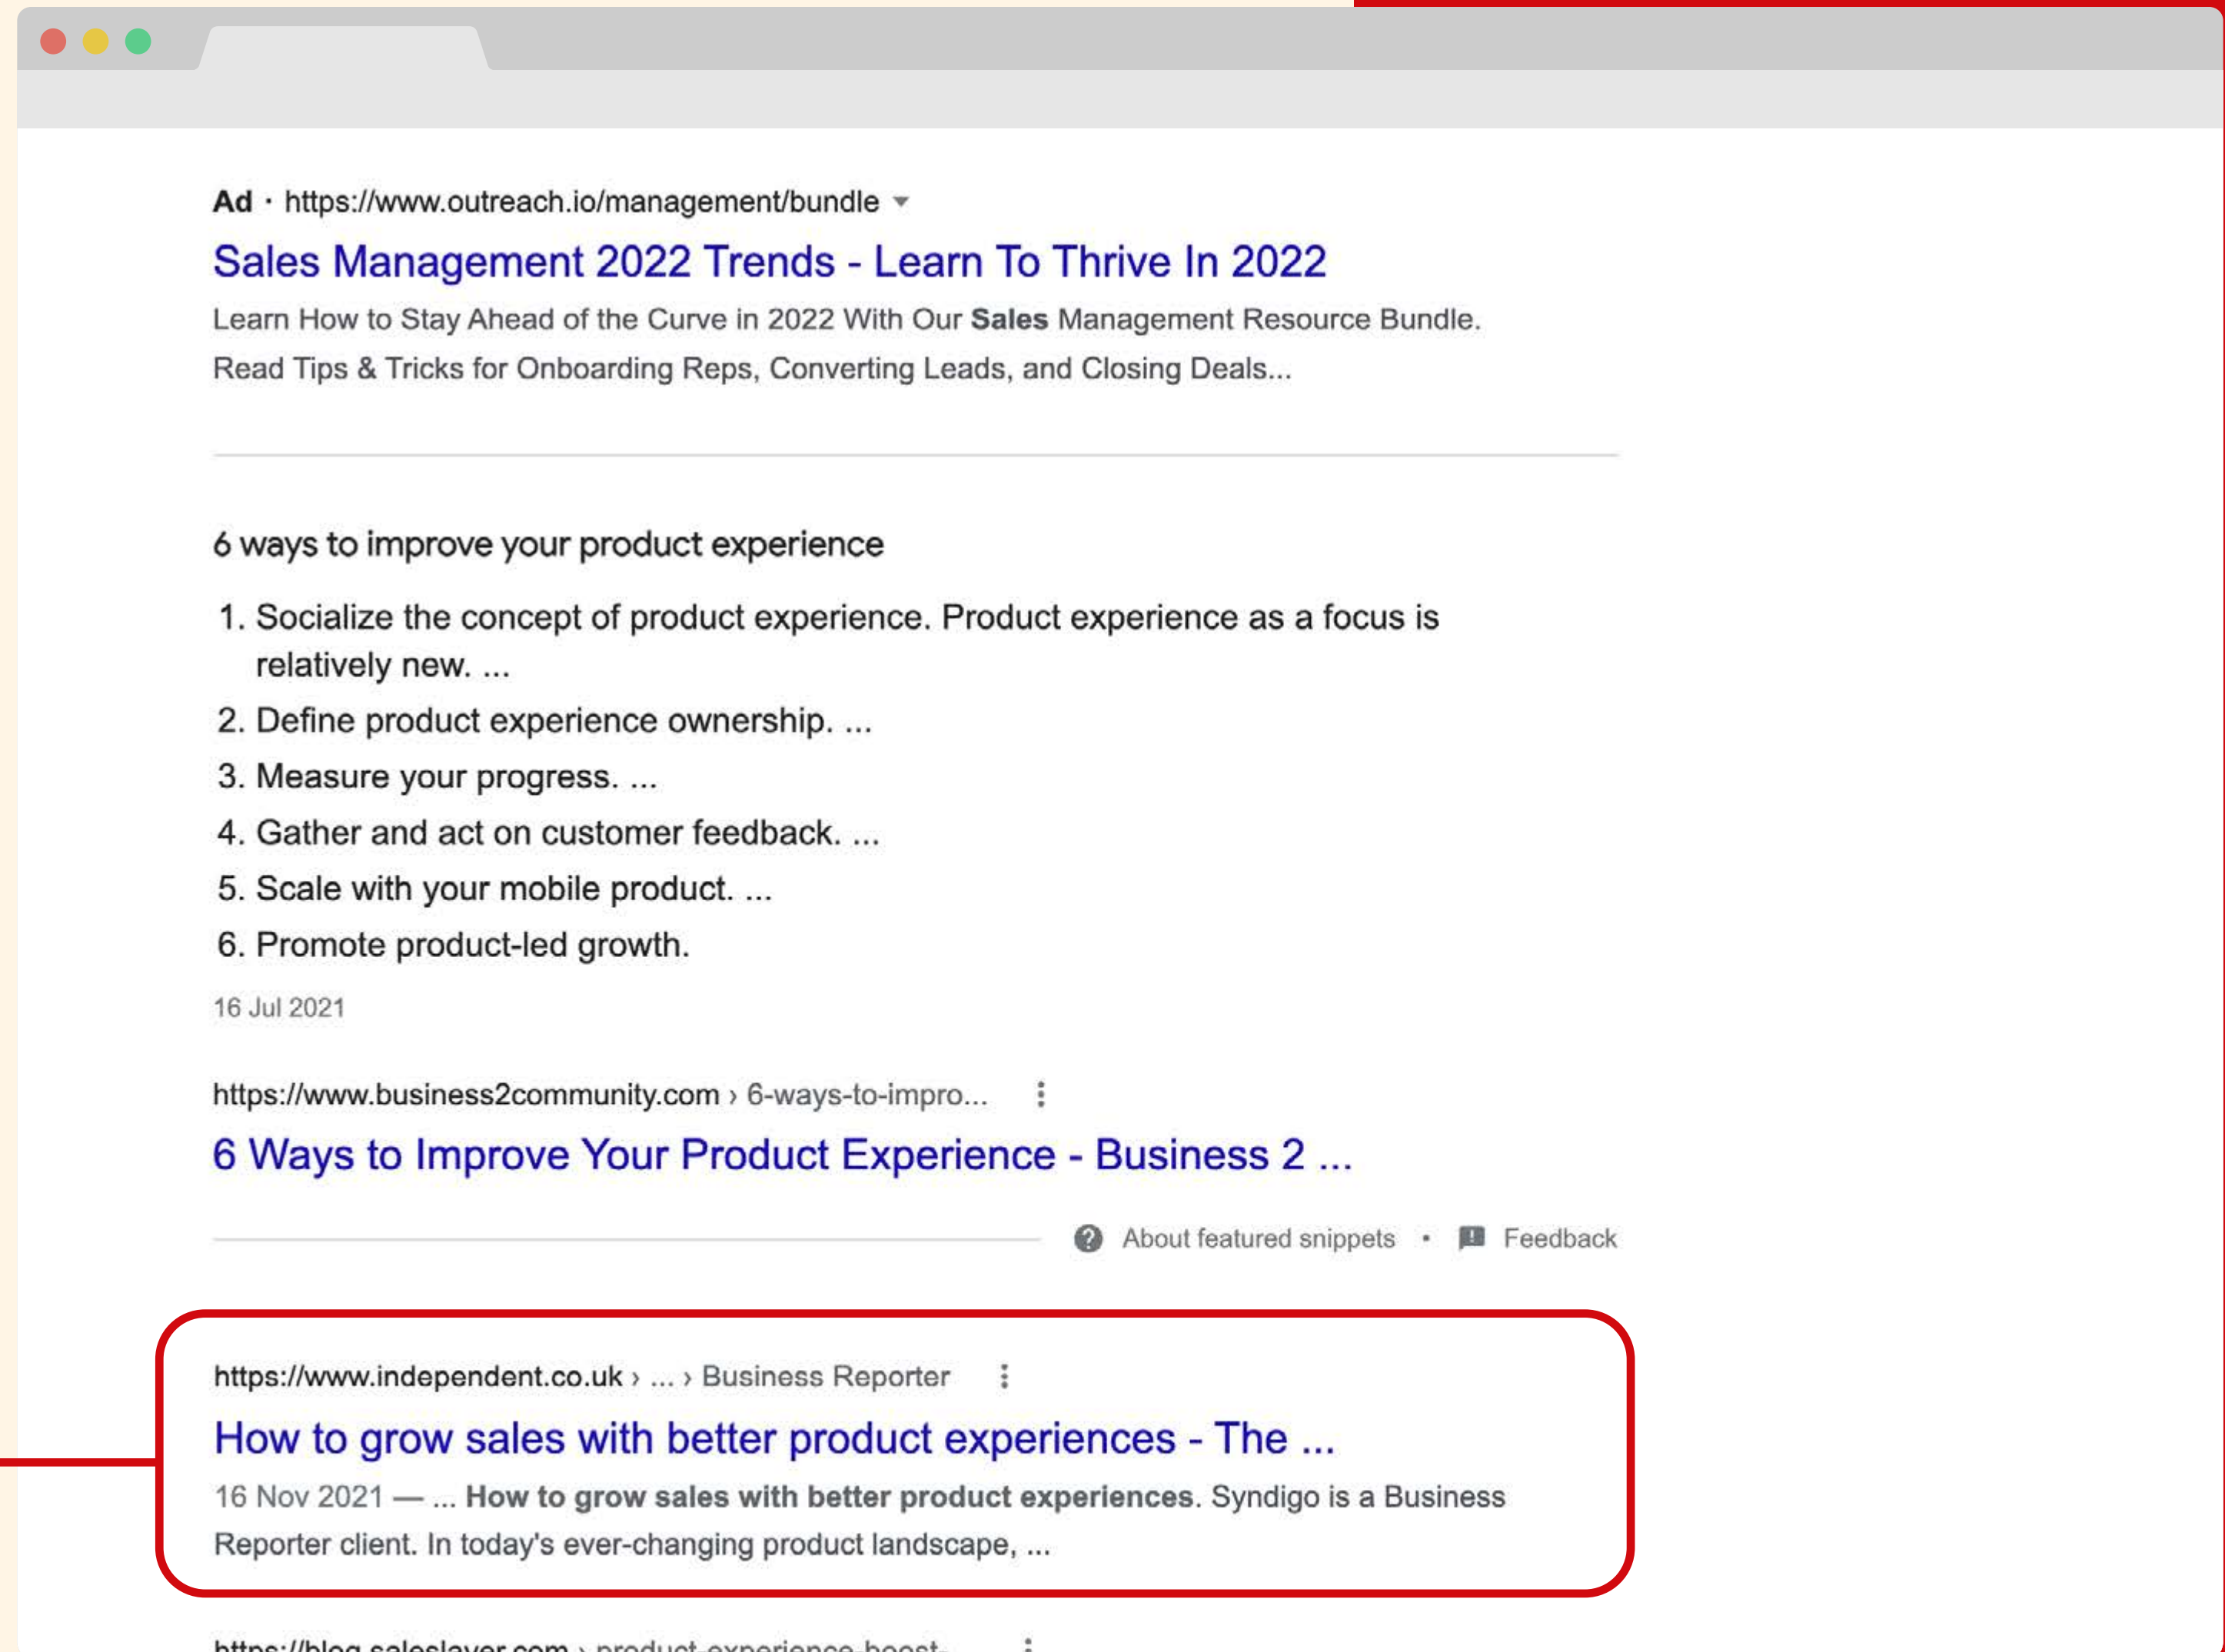 Ad · https://www.outreach.io/management/bundle
Sales Management 2022 Trends - Learn To Thrive In 2022
Learn How to Stay Ahead of the Curve in 2022 With Our Sales Management Resource Bundle.
Read Tips & Tricks for Onboarding Reps, Converting Leads, and Closing Deals...
6 ways to improve your product experience
1. Socialize the concept of product experience. Product experience as a focus is
relatively new. ...
2. Define product experience ownership. ...
3. Measure your progress. ...
4. Gather and act on customer feedback. ...
5. Scale with your mobile product. ...
6. Promote product-led growth.
16 Jul 2021
https://www.business2community.com › 6-ways-to-impro...
6 Ways to Improve Your Product Experience - Business 2 ...
About featured snippets • Feedback
https://www.independent.co.uk › ... › Business Reporter
How to grow sales with better product experiences - The ...
16 Nov 2021 — ... How to grow sales with better product experiences. Syndigo is a Business
Reporter client. In today's ever-changing product landscape, ...
https://blog.saleslayer.com › product-experience-boost-